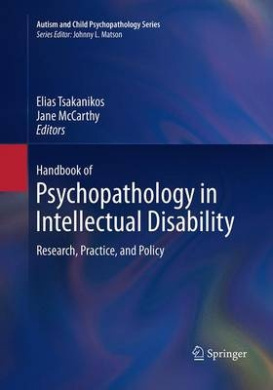 Autism and Child Psychopathology Series
Series Editor: Johnny L. Matson
Elias Tsakanikos
Jane McCarthy
Editors
Handbook of
Psychopathology in
Intellectual Disability
Research, Practice, and Policy
Springer